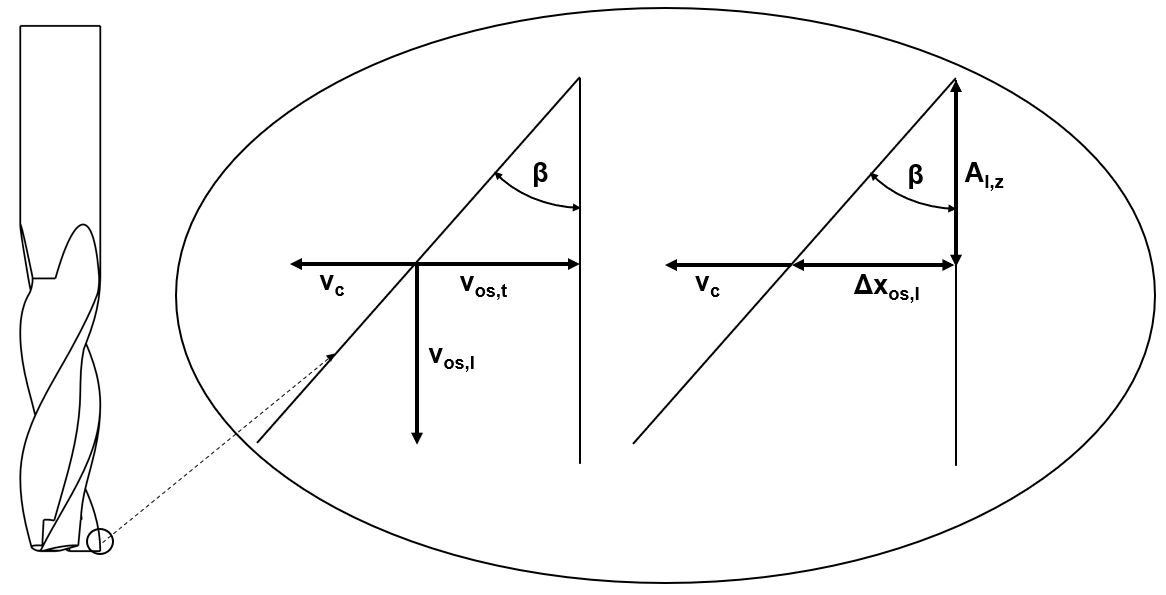 β
v_c
v_os,t
v_os,l
β
A_l,z
v_c
Δx_os,l